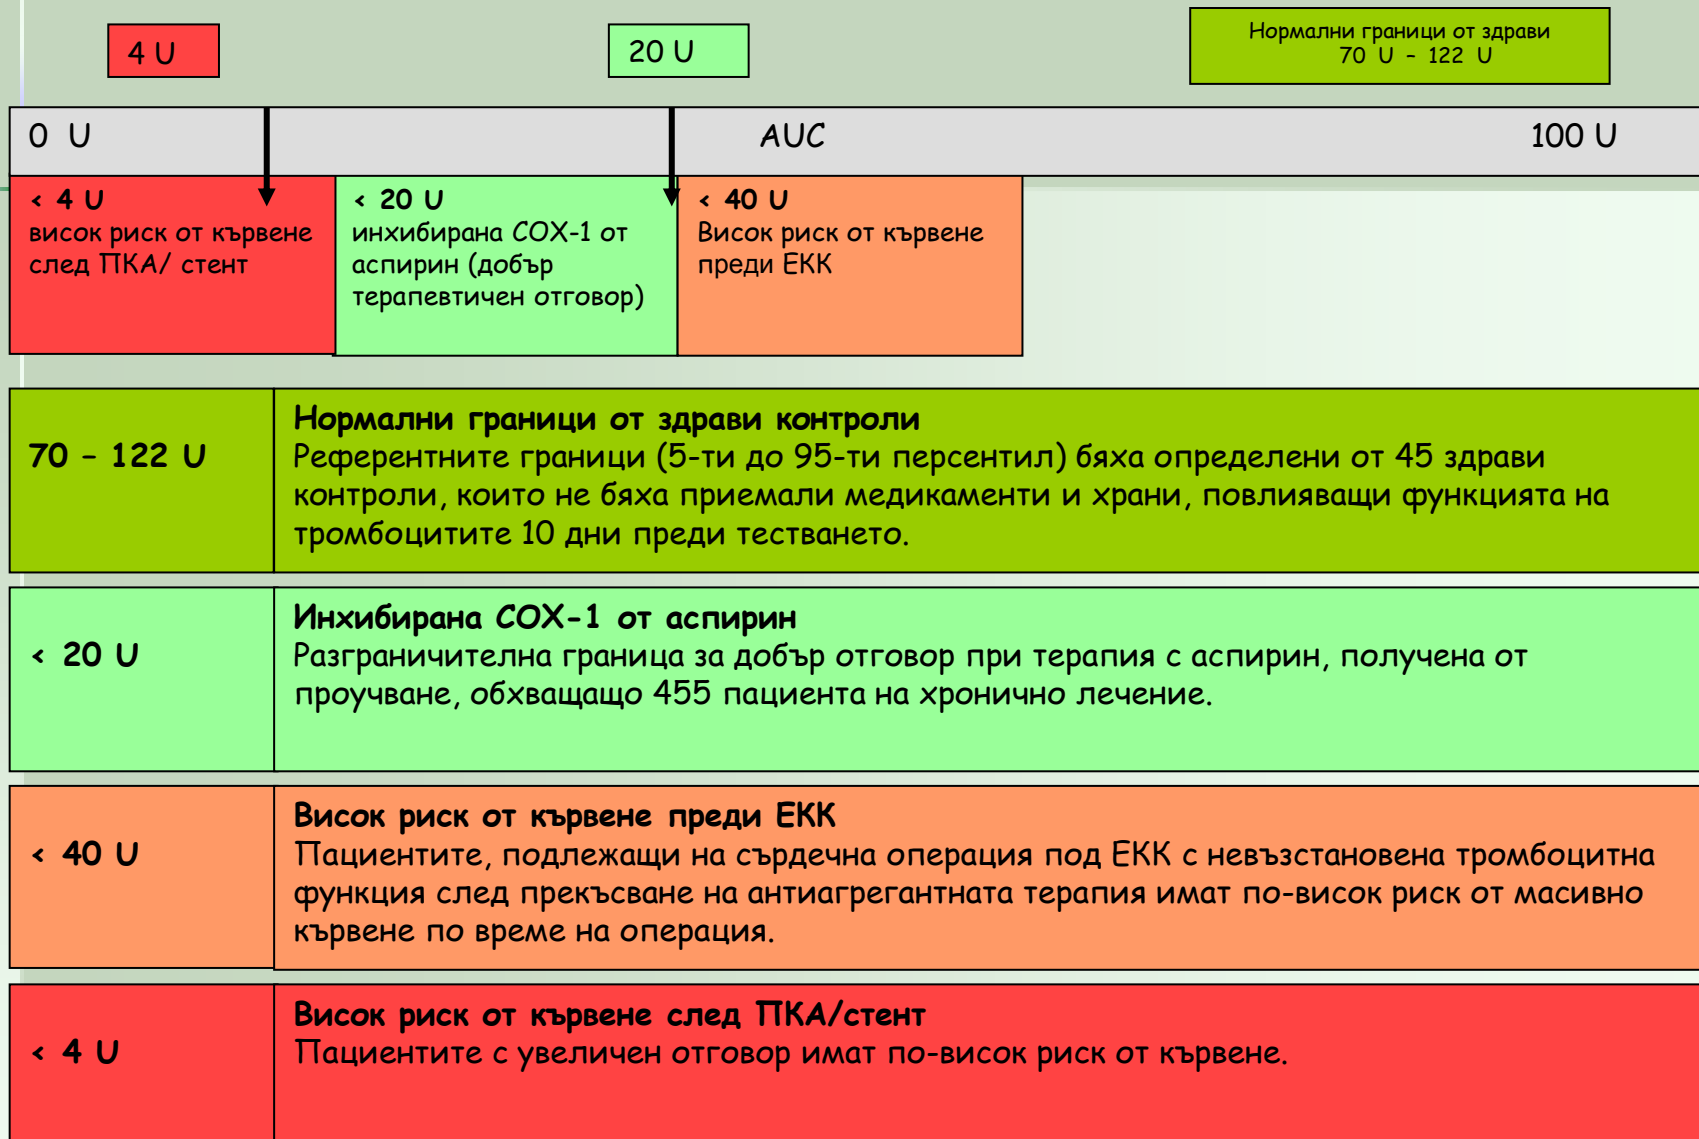 4 U
20 U
Нормални граници от здрави
70 U – 122 U
0 U
AUC
100 U
< 4 U
висок риск от кървене
след ПКА/ стент
< 20 U
инхибирана COX-1 от
аспирин (добър
терапевтичен отговор)
< 40 U
Висок риск от кървене
преди ЕКК
70 – 122 U
Нормални граници от здрави контроли
Референтните граници (5-ти до 95-ти персентил) бяха определени от 45 здрави
контроли, които не бяха приемали медикаменти и храни, повлияващи функцията на
тромбоцитите 10 дни преди тестването.
< 20 U
Инхибирана COX-1 от аспирин
Разграничителна граница за добър отговор при терапия с аспирин, получена от
проучване, обхващащо 455 пациента на хронично лечение.
< 40 U
Висок риск от кървене преди ЕКК
Пациентите, подлежащи на сърдечна операция под ЕКК с невъзстановена тромбоцитна
функция след прекъсване на антиагрегантната терапия имат по-висок риск от масивно
кървене по време на операция.
< 4 U
Висок риск от кървене след ПКА/стент
Пациентите с увеличен отговор имат по-висок риск от кървене.